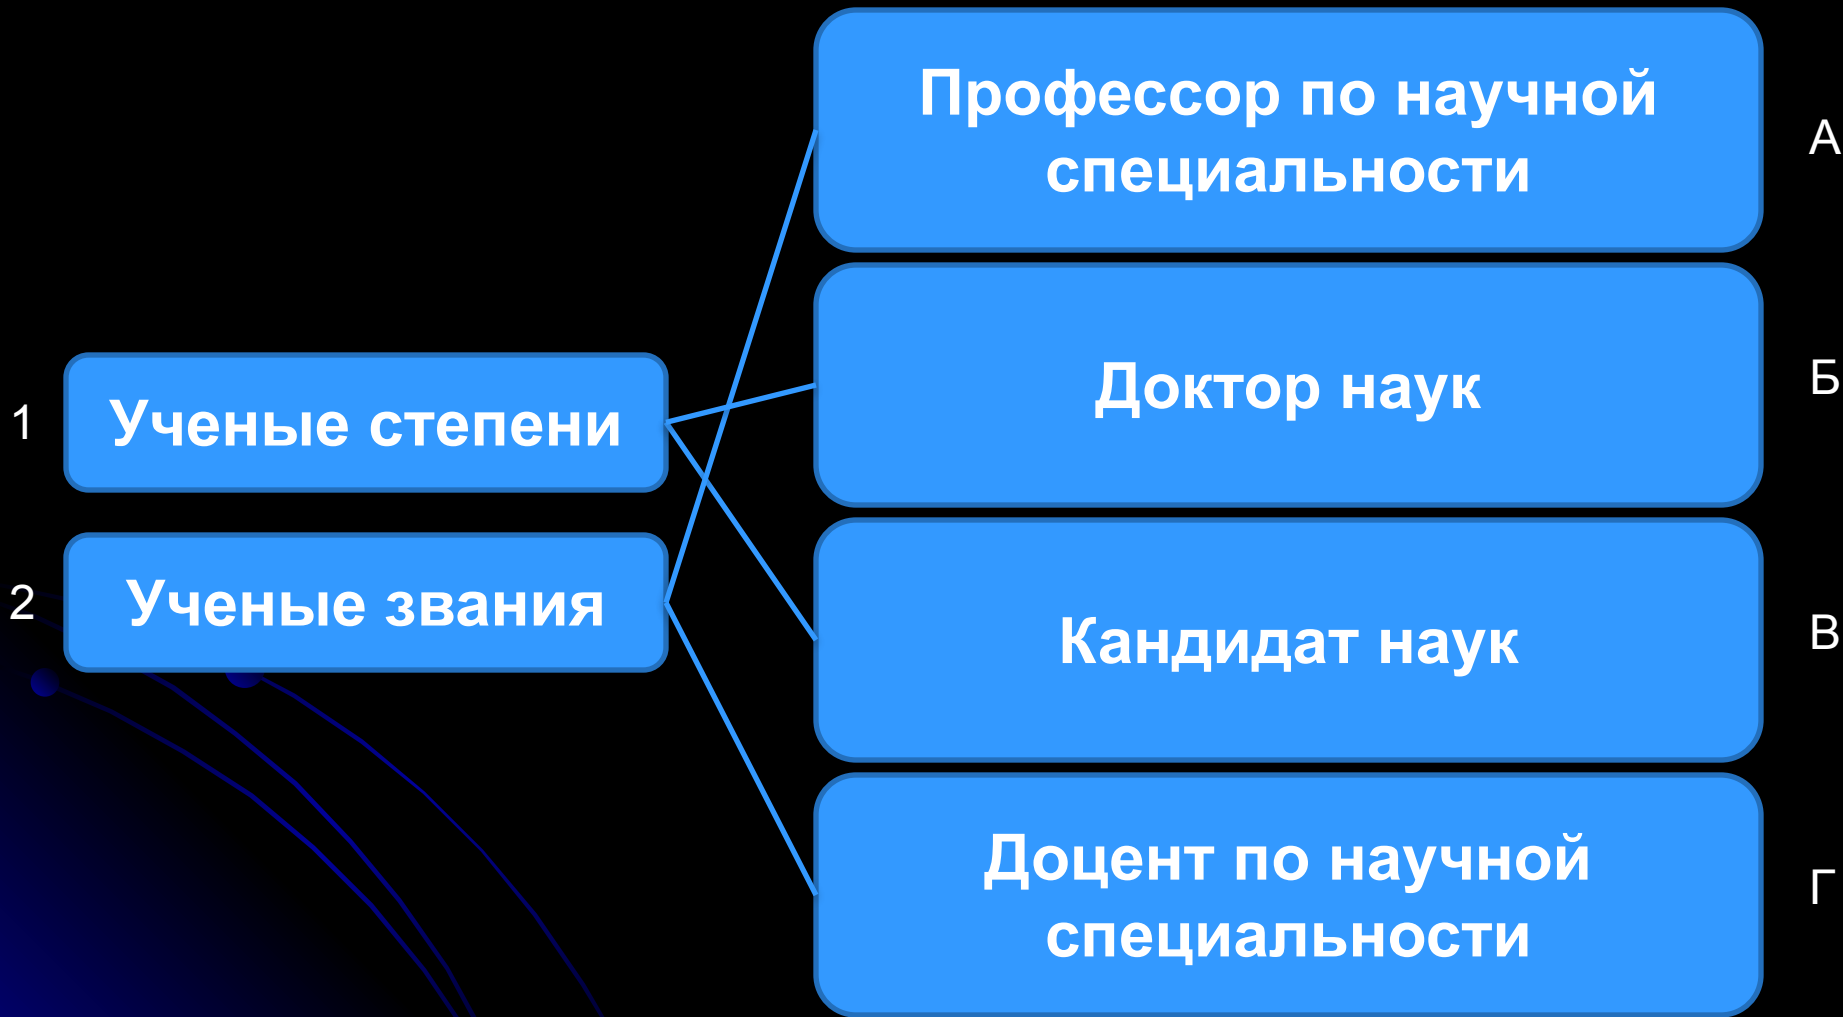 Профессор по научной
специальности
А
Доктор наук
Б
1
Ученые степени
2
Ученые звания
Кандидат наук
В
Доцент по научной
специальности
Г